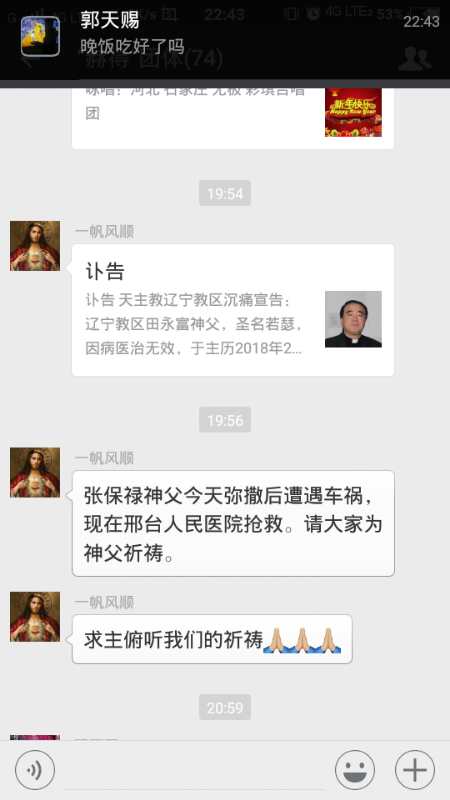 郭天赐
22:43
晚饭吃好了吗
22:43
4G LTE
53%
团体(74)
咏唱：河北 石家庄 无极 彩琪合唱
团
新年快乐
Happy New Year
19:54
一帆风顺
讣告
讣告 天主教辽宁教区沉痛宣告：
辽宁教区田永富神父，圣名若瑟，
因病医治无效，于主历2018年2...
19:56
一帆风顺
张保禄神父今天弥撒后遭遇车祸，
现在邢台人民医院抢救。请大家为
神父祈祷。
一帆风顺
求主俯听我们的祈祷🙏🏼🙏🏼🙏🏼
20:59